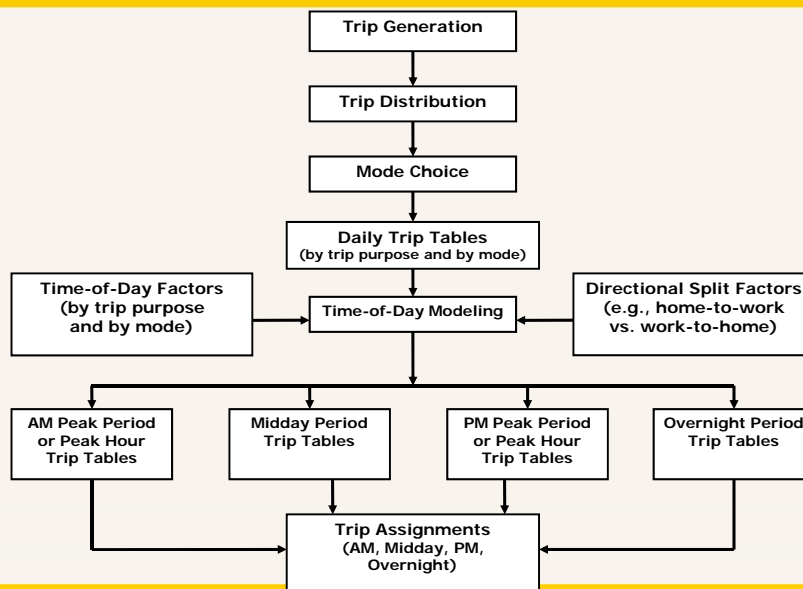 Trip Generation
Trip Distribution
Mode Choice
Daily Trip Tables
(by trip purpose and by mode)
Time-of-Day Factors
(by trip purpose
and by mode)
Time-of-Day Modeling
Directional Split Factors
(e.g., home-to-work
vs. work-to-home)
AM Peak Period
or Peak Hour
Trip Tables
Midday Period
Trip Tables
PM Peak Period
or Peak Hour
Trip Tables
Overnight Period
Trip Tables
Trip Assignments
(AM, Midday, PM,
Overnight)